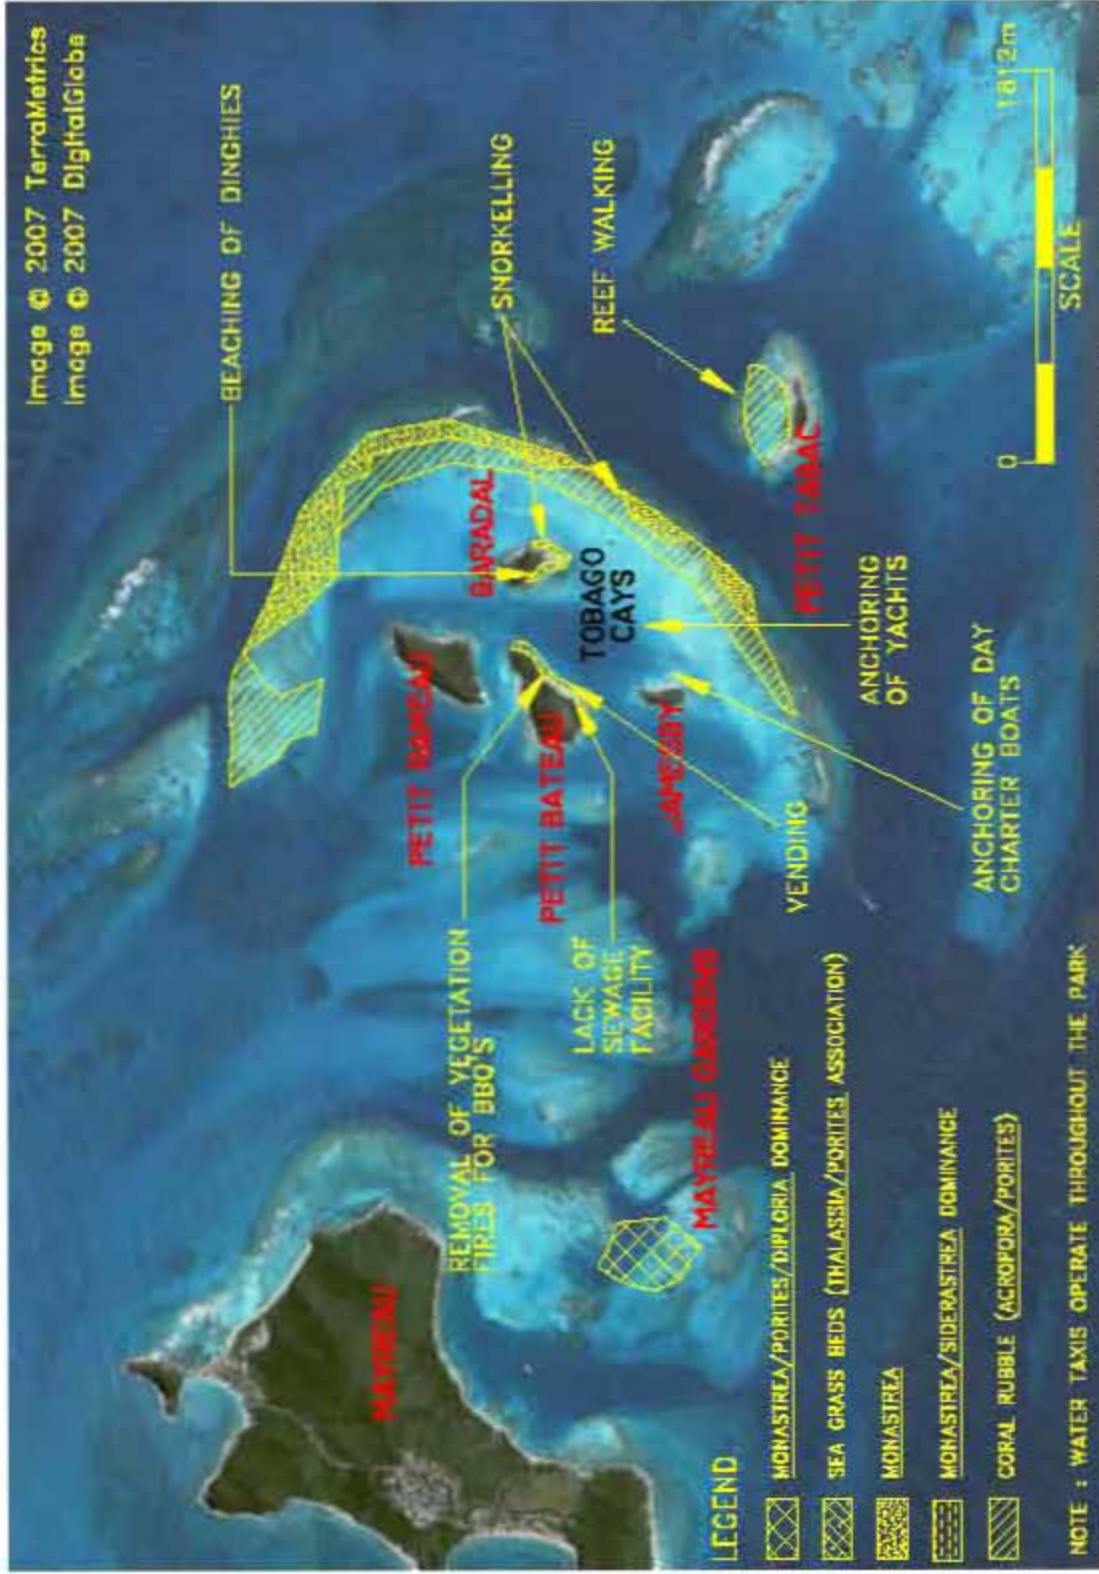 Image © 2007 TerraMetrics
Image © 2007 DigitalGlobe
BEACHING OF DINGHIES
SNORKELLING
REEF WALKING
BARADAL
PETIT RAMEAU
PETIT BATEAU
TOBAGO
CAYS
JAMESBY
PETIT TABAC
MAYREAU
MAYREAU GARDENS
REMOVAL OF VEGETATION
FIRES FOR BBQ'S
LACK OF
SEWAGE
FACILITY
VENDING
ANCHORING
OF YACHTS
ANCHORING OF DAY
CHARTER BOATS
0
1812m
SCALE
LEGEND
MONASTREA/PORITES/DIPLORIA DOMINANCE
SEA GRASS BEDS (THALASSIA/PORITES ASSOCIATION)
MONASTREA
MONASTREA/SIDERASTREA DOMINANCE
CORAL RUBBLE (ACROPORA/PORITES)
NOTE : WATER TAXIS OPERATE THROUGHOUT THE PARK